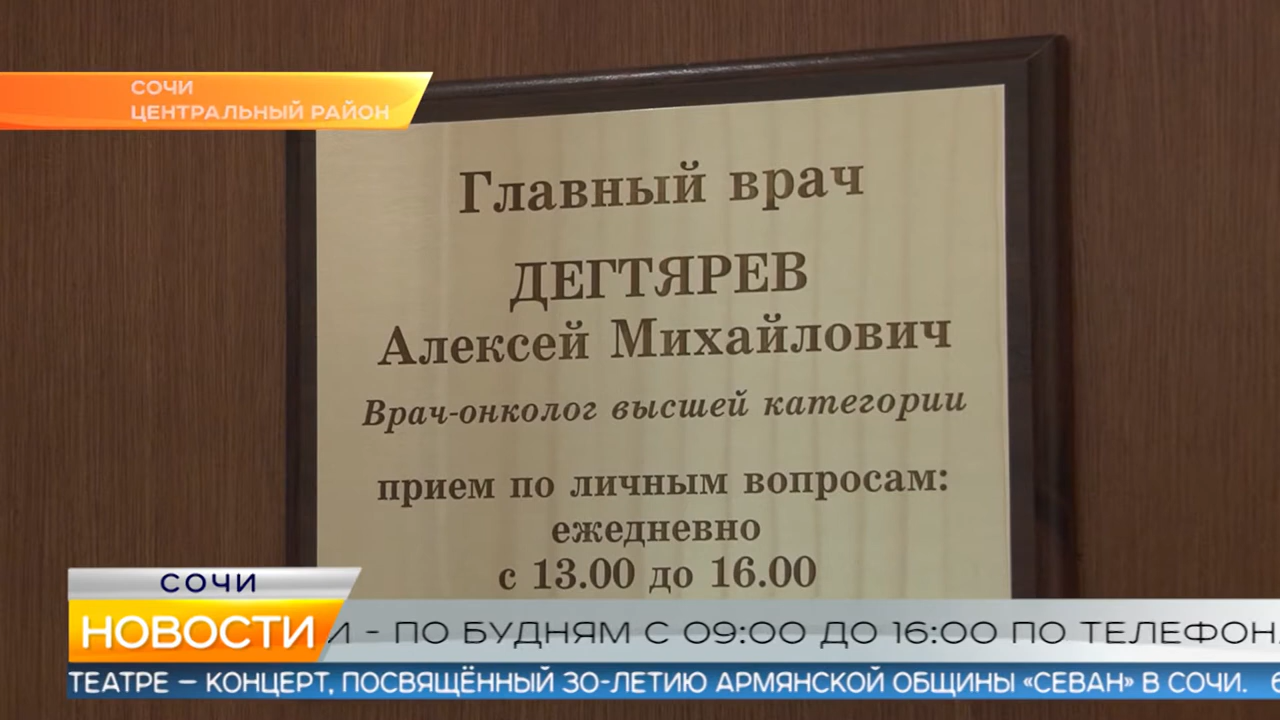 СОЧИ
ЦЕНТРАЛЬНЫЙ РАЙОН
Главный врач
ДЕГТЯРЕВ
Алексей Михайлович
Врач-онколог высшей категории
прием по личным вопросам:
ежедневно
с 13.00 до 16.00
СОЧИ
НОВОСТИ
И - ПО БУДНЯМ С 09:00 ДО 16:00 ПО ТЕЛЕФОНА
ТЕАТРЕ – КОНЦЕРТ, ПОСВЯЩЁННЫЙ 30-ЛЕТИЮ АРМЯНСКОЙ ОБЩИНЫ «СЕВАН» В СОЧИ. 6